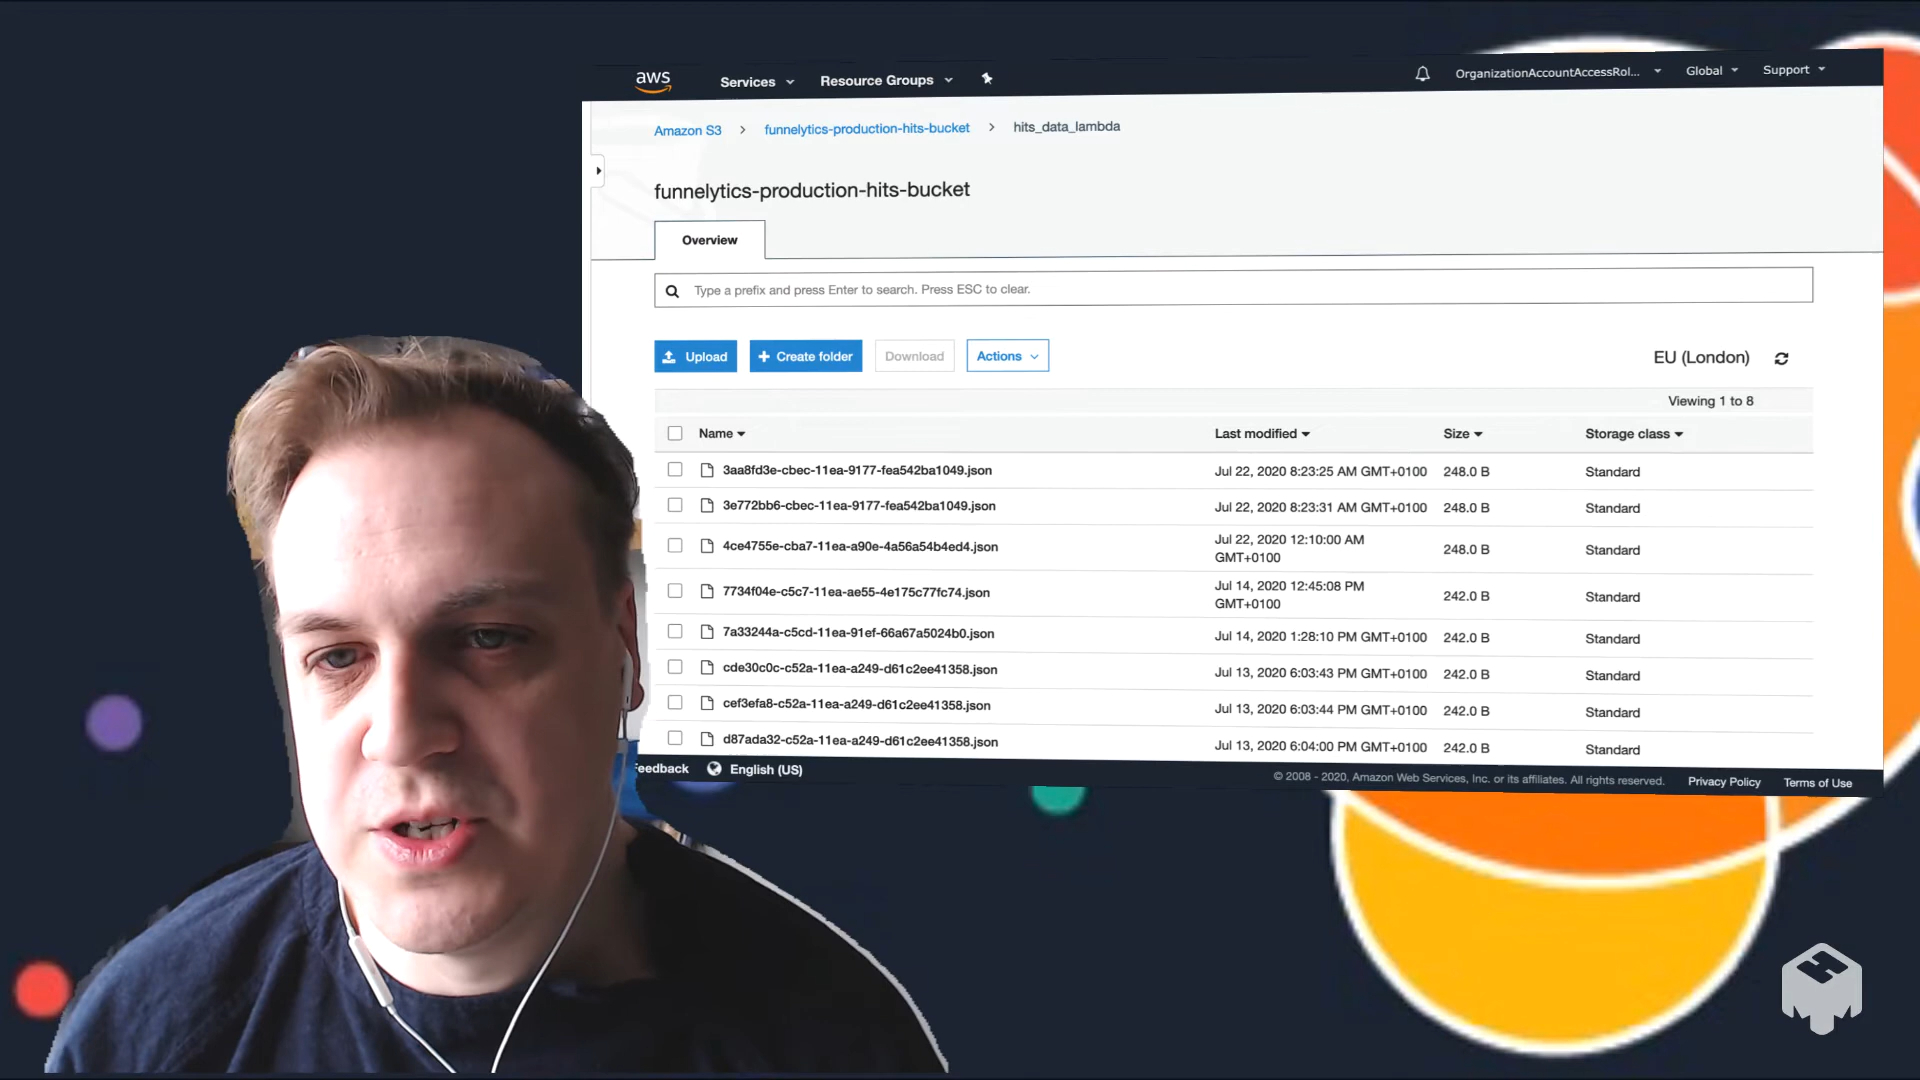 aws
Services
Resource Groups
OrganizationAccountAccessRol...
Global
Support
Amazon S3
funnelytics-production-hits-bucket
hits_data_lambda
funnelytics-production-hits-bucket
Overview
Type a prefix and press Enter to search. Press ESC to clear.
Upload
Create folder
Download
Actions
EU (London)
Viewing 1 to 8
Name
Last modified
Size
Storage class
3aa8fd3e-cbec-11ea-9177-fea542ba1049.json
Jul 22, 2020 8:23:25 AM GMT+0100
248.0 B
Standard
3e772bb6-cbec-11ea-9177-fea542ba1049.json
Jul 22, 2020 8:23:31 AM GMT+0100
248.0 B
Standard
4ce4755e-cba7-11ea-a90e-4a56a54b4ed4.json
Jul 22, 2020 12:10:00 AM
GMT+0100
248.0 B
Standard
7734f04e-c5c7-11ea-ae55-4e175c77fc74.json
Jul 14, 2020 12:45:08 PM
GMT+0100
242.0 B
Standard
7a33244a-c5cd-11ea-91ef-66a67a5024b0.json
Jul 14, 2020 1:28:10 PM GMT+0100
242.0 B
Standard
cde30c0c-c52a-11ea-a249-d61c2ee41358.json
Jul 13, 2020 6:03:43 PM GMT+0100
242.0 B
Standard
cef3efa8-c52a-11ea-a249-d61c2ee41358.json
Jul 13, 2020 6:03:44 PM GMT+0100
242.0 B
Standard
d87ada32-c52a-11ea-a249-d61c2ee41358.json
Jul 13, 2020 6:04:00 PM GMT+0100
242.0 B
Standard
eedback
English (US)
© 2008 - 2020, Amazon Web Services, Inc. or its affiliates. All rights reserved.
Privacy Policy
Terms of Use